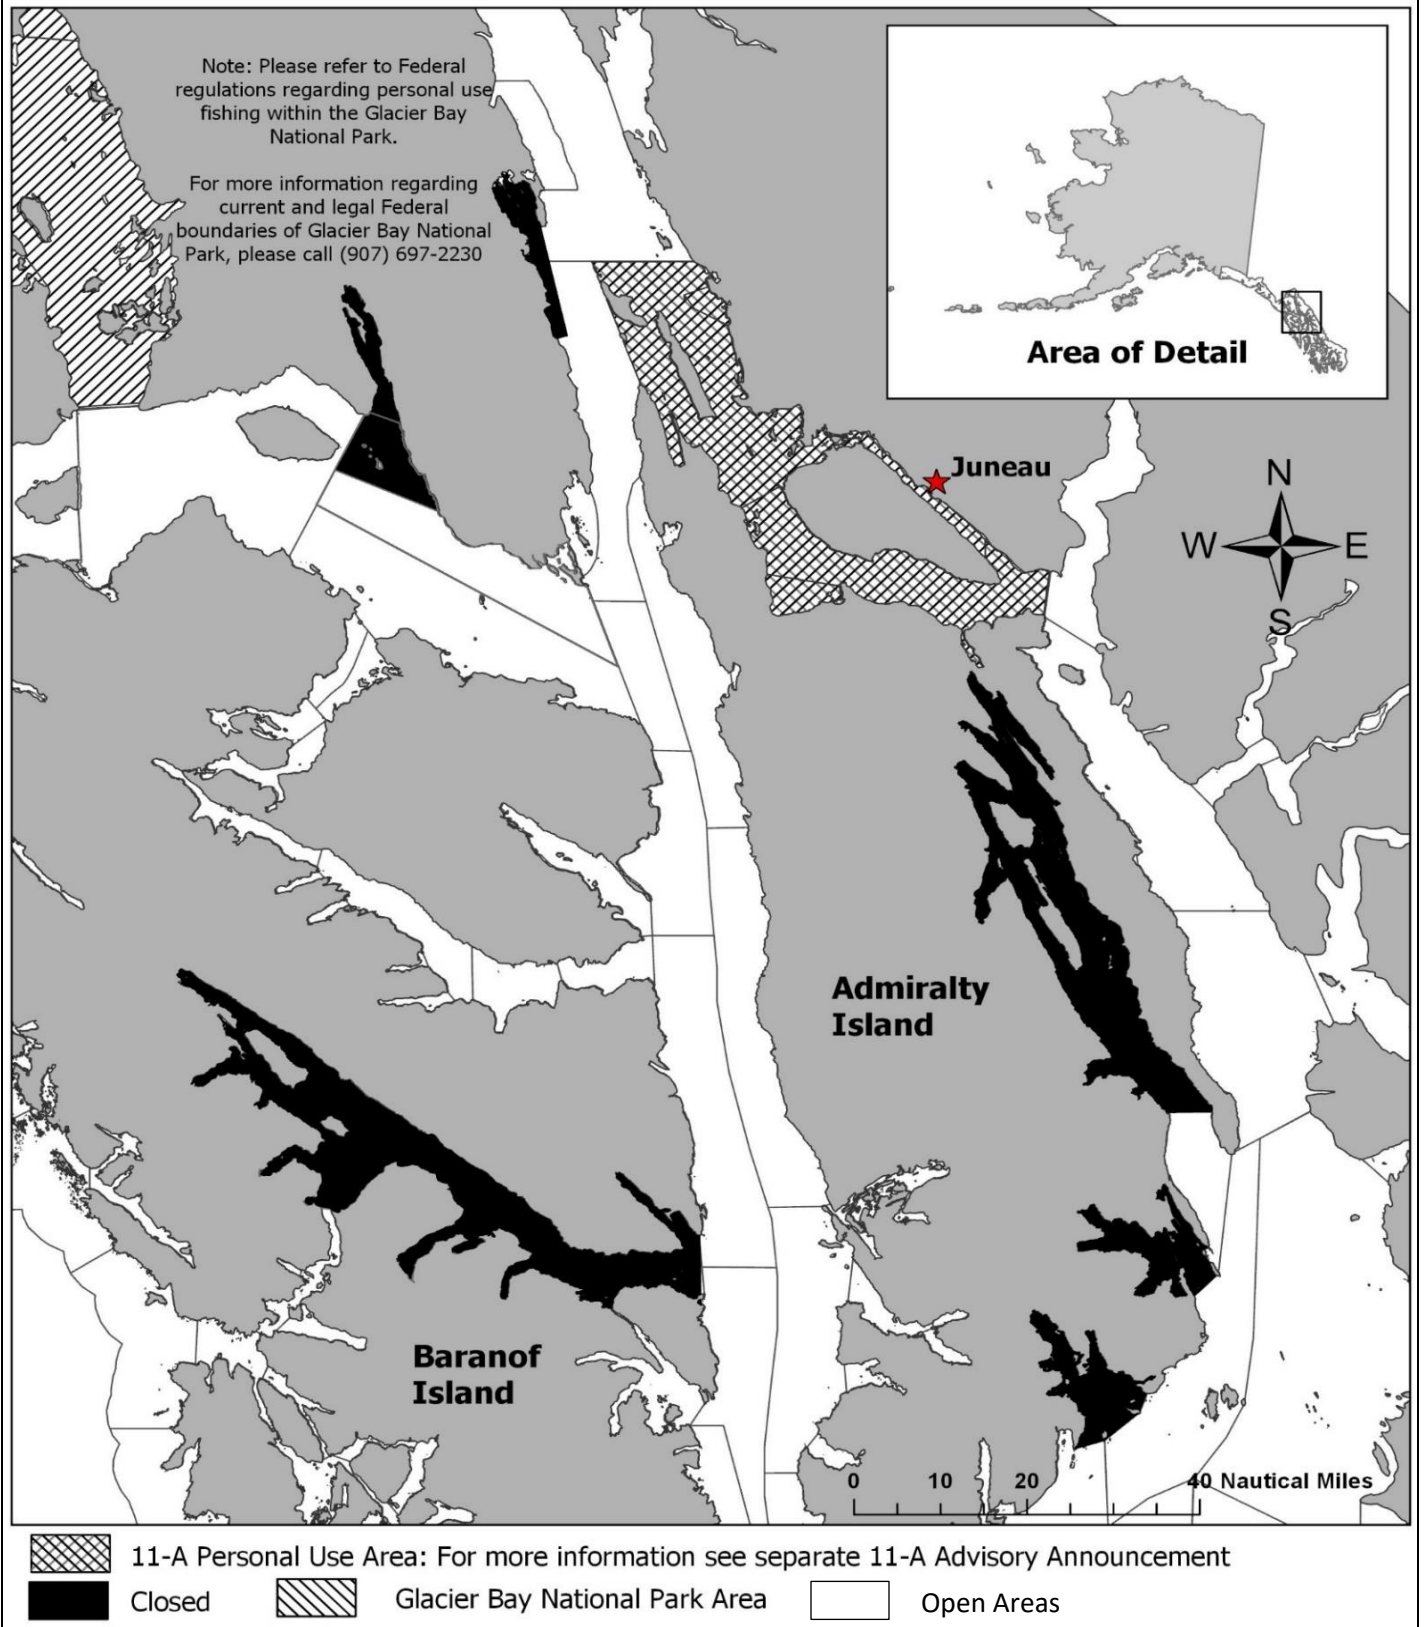 Note: Please refer to Federal
regulations regarding personal use
fishing within the Glacier Bay
National Park.
For more information regarding
current and legal Federal
boundaries of Glacier Bay National
Park, please call (907) 697-2230
Area of Detail
Juneau
N
W
E
S
Admiralty
Island
Baranof
Island
0 10 20 40 Nautical Miles
11-A Personal Use Area: For more information see separate 11-A Advisory Announcement
Closed
Glacier Bay National Park Area
Open Areas